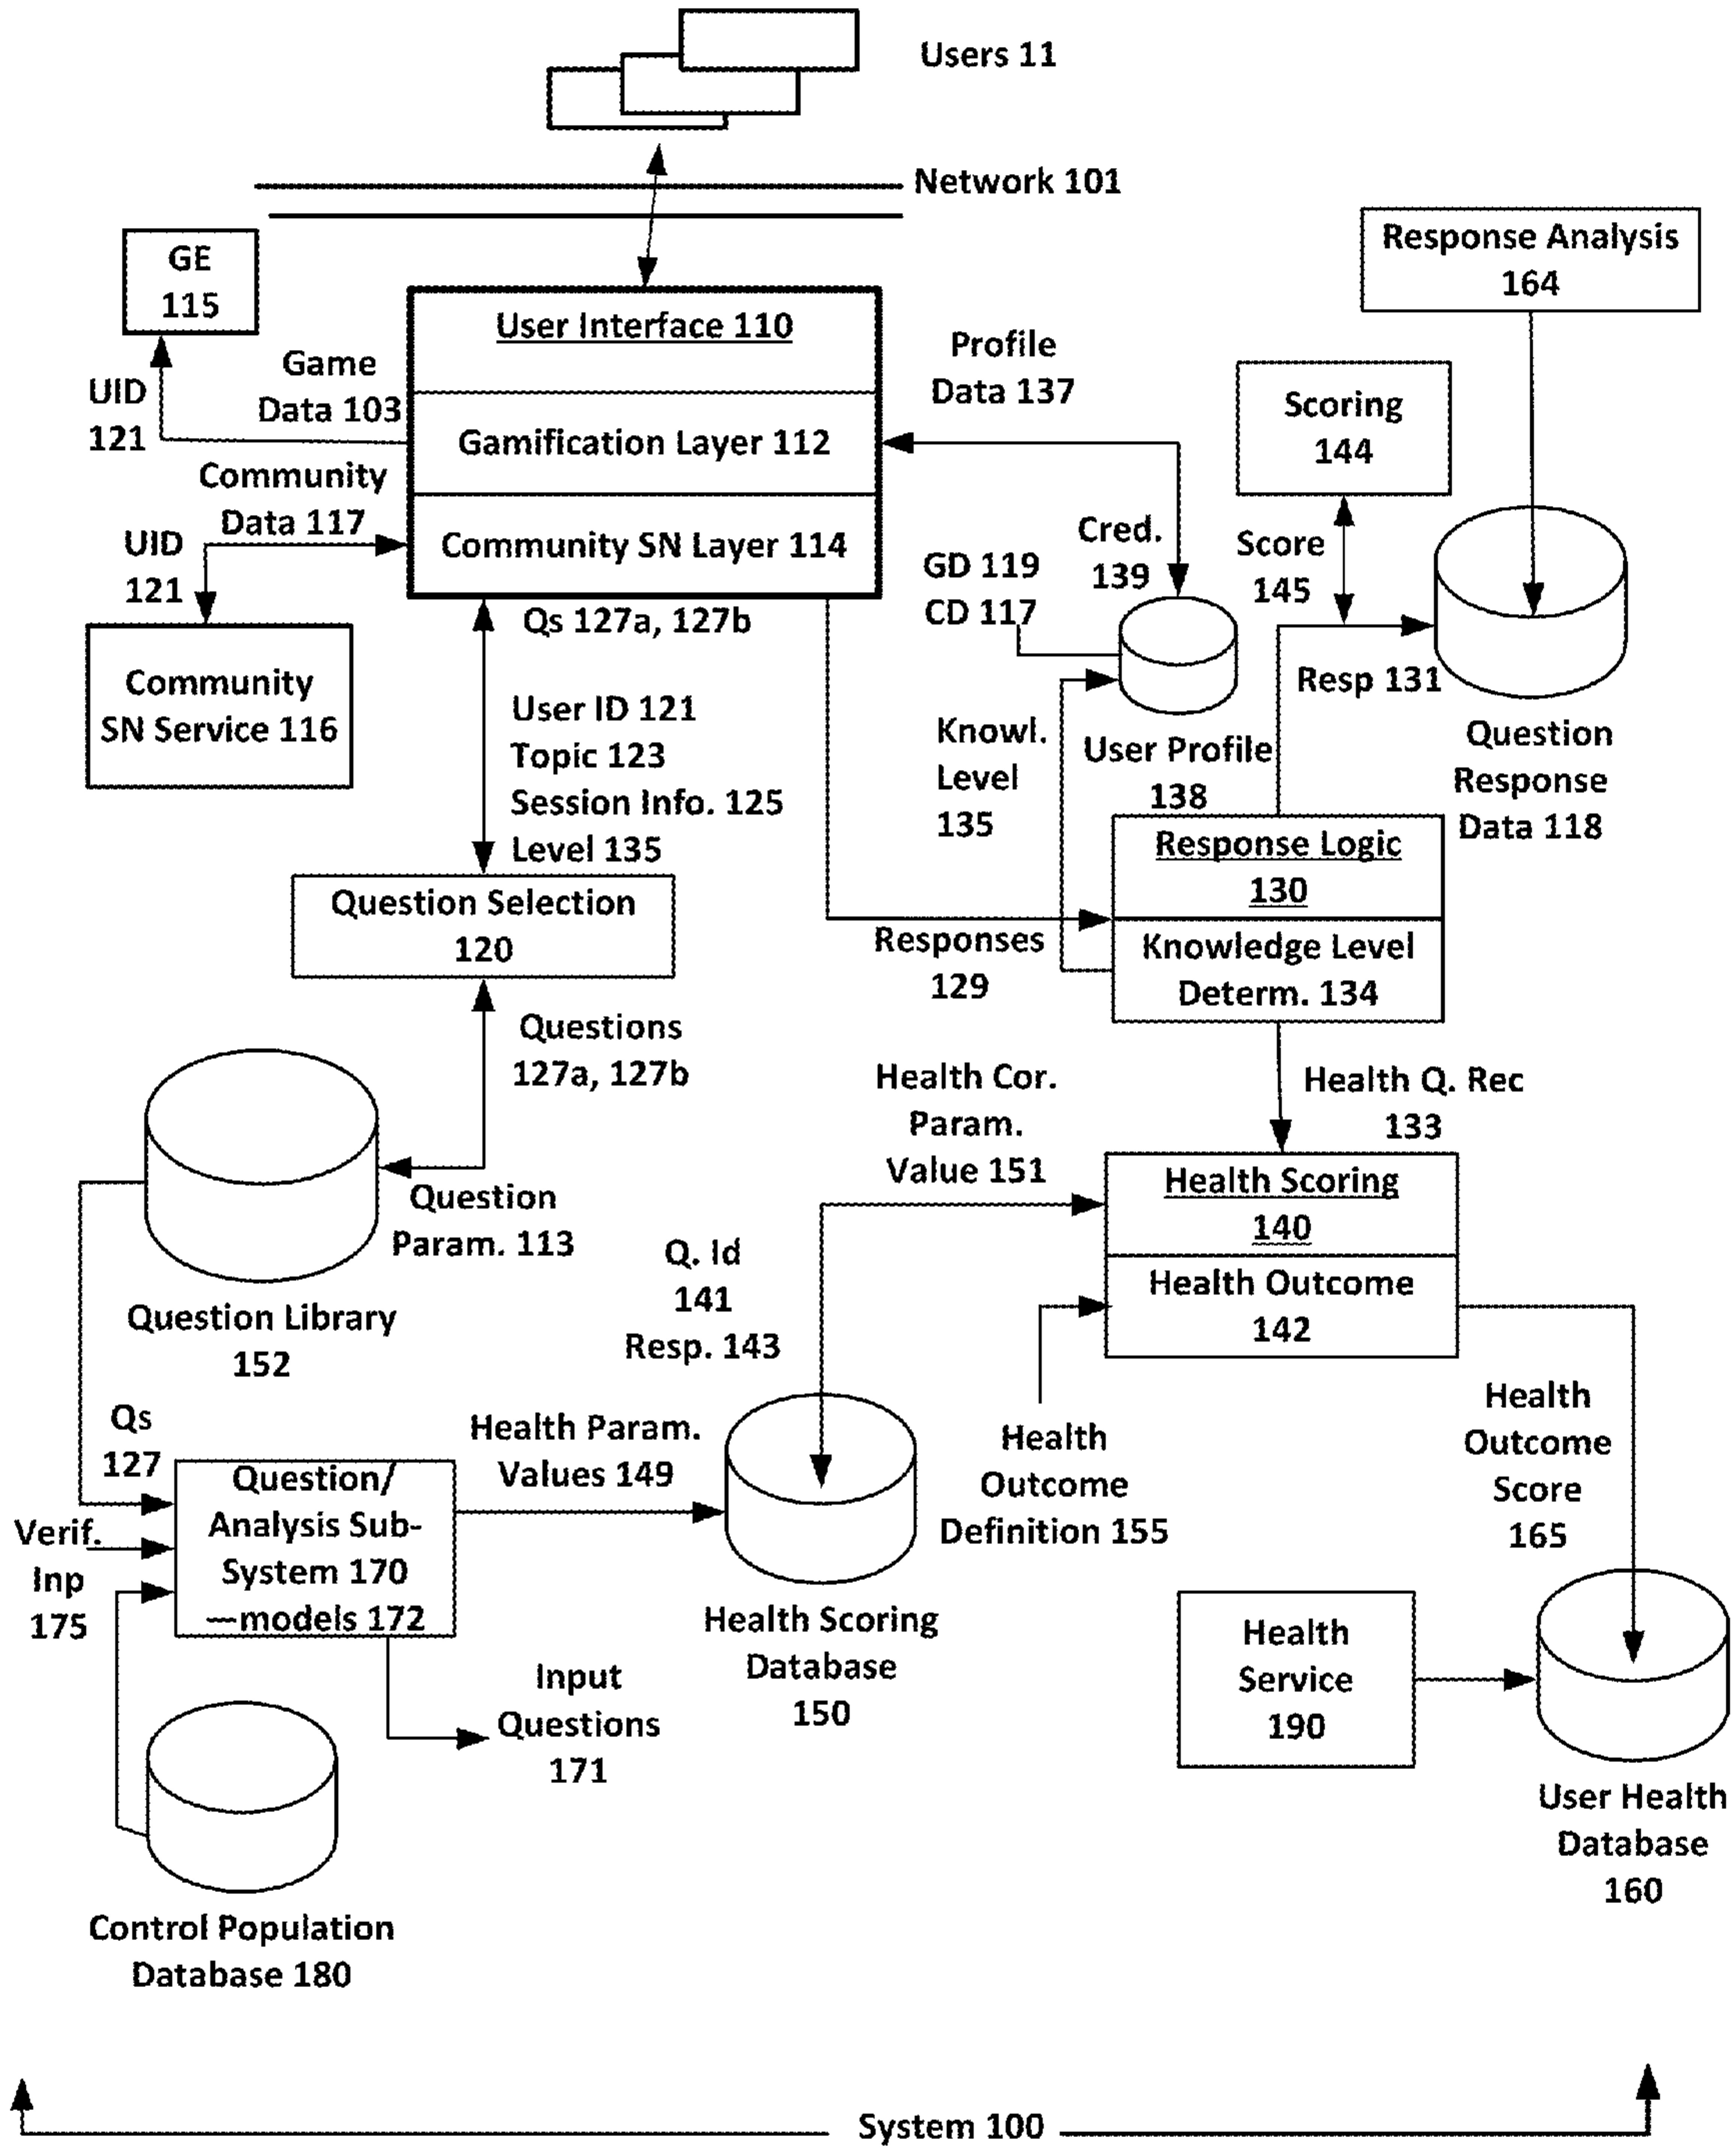 Users 11
Network 101
GE
115
Response Analysis
164
User Interface 110
Gamification Layer 112
Community SN Layer 114
Game
Data 103
UID
121
Profile
Data 137
Scoring
144
Community
Data 117
UID
121
Cred.
139
GD 119
CD 117
Score
145
Resp 131
Qs 127a, 127b
Community
SN Service 116
User ID 121
Topic 123
Session Info. 125
Level 135
Knowl.
Level
135
User Profile
138
Question
Response
Data 118
Response Logic
130
Knowledge Level
Determ. 134
Question Selection
120
Responses
129
Questions
127a, 127b
Health Cor.
Param.
Value 151
Health Q. Rec
133
Question
Param. 113
Health Scoring
140
Health Outcome
142
Q. Id
141
Resp. 143
Question Library
152
Qs
127
Health Param.
Values 149
Health
Outcome
Definition 155
Health
Outcome
Score
165
Question/
Analysis Sub-
System 170
—models 172
Verif.
Inp
175
Health Scoring
Database
150
Health
Service
190
Input
Questions
171
User Health
Database
160
Control Population
Database 180
System 100